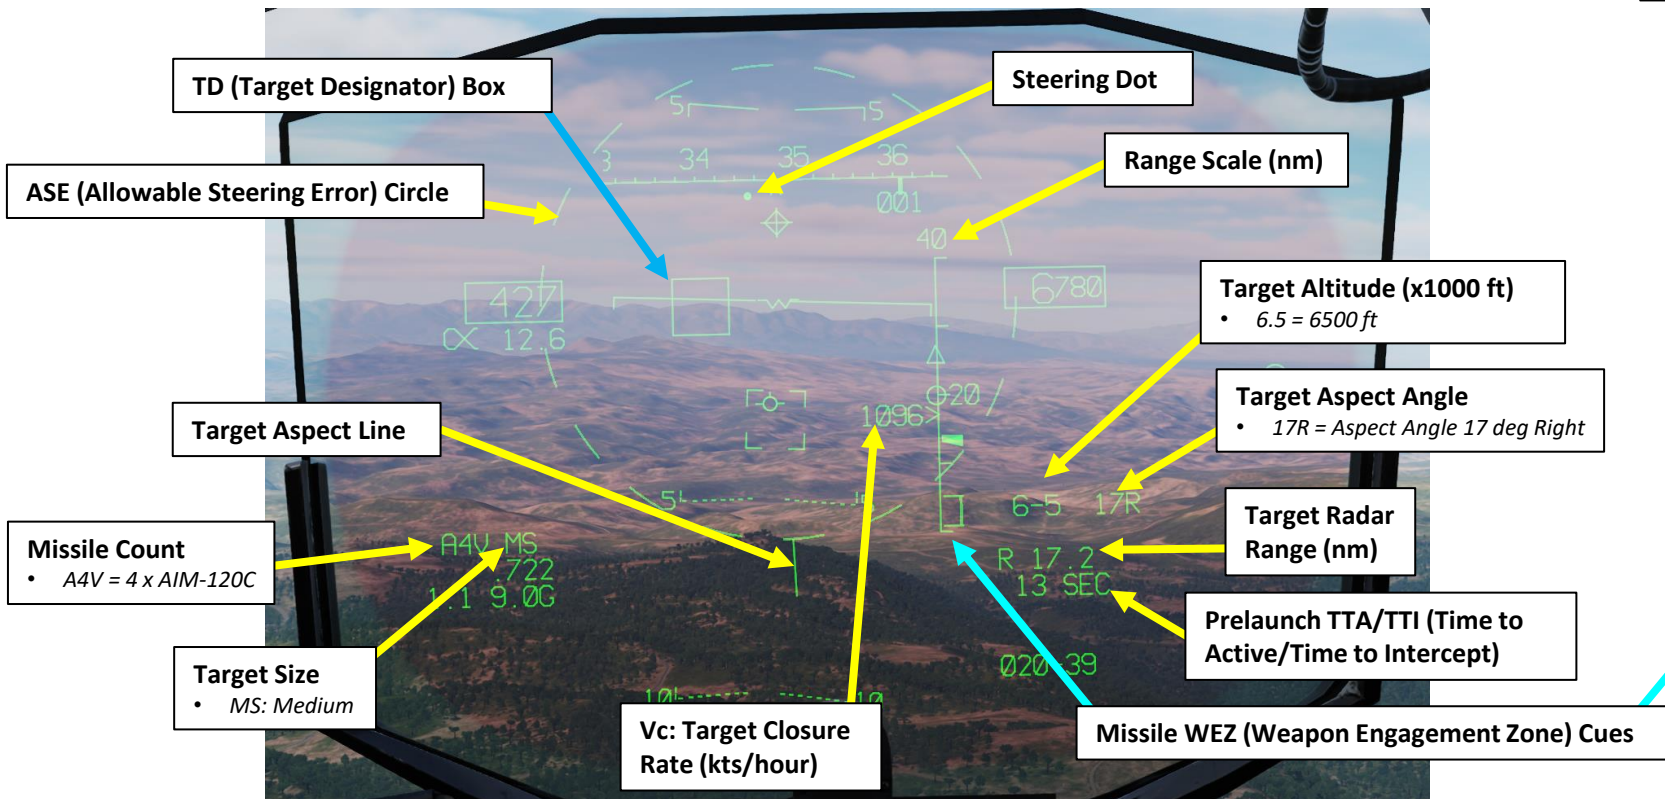 TD (Target Designator) Box
Steering Dot
Range Scale (nm)
ASE (Allowable Steering Error) Circle
5 5
3 34 35 36
001
40
427
6780
α 12.6
Target Altitude (x1000 ft)
• 6.5 = 6500 ft
20
1096>
Target Aspect Angle
• 17R = Aspect Angle 17 deg Right
Target Aspect Line
5 5
6-5 17R
Missile Count
• A4V = 4 x AIM-120C
A4V MS
.722
1.1 9.0G
Target Radar
Range (nm)
R 17.2
13 SEC
Prelaunch TTA/TTI (Time to
Active/Time to Intercept)
Target Size
• MS: Medium
020-39
10 10
Vc: Target Closure
Rate (kts/hour)
Missile WEZ (Weapon Engagement Zone) Cues